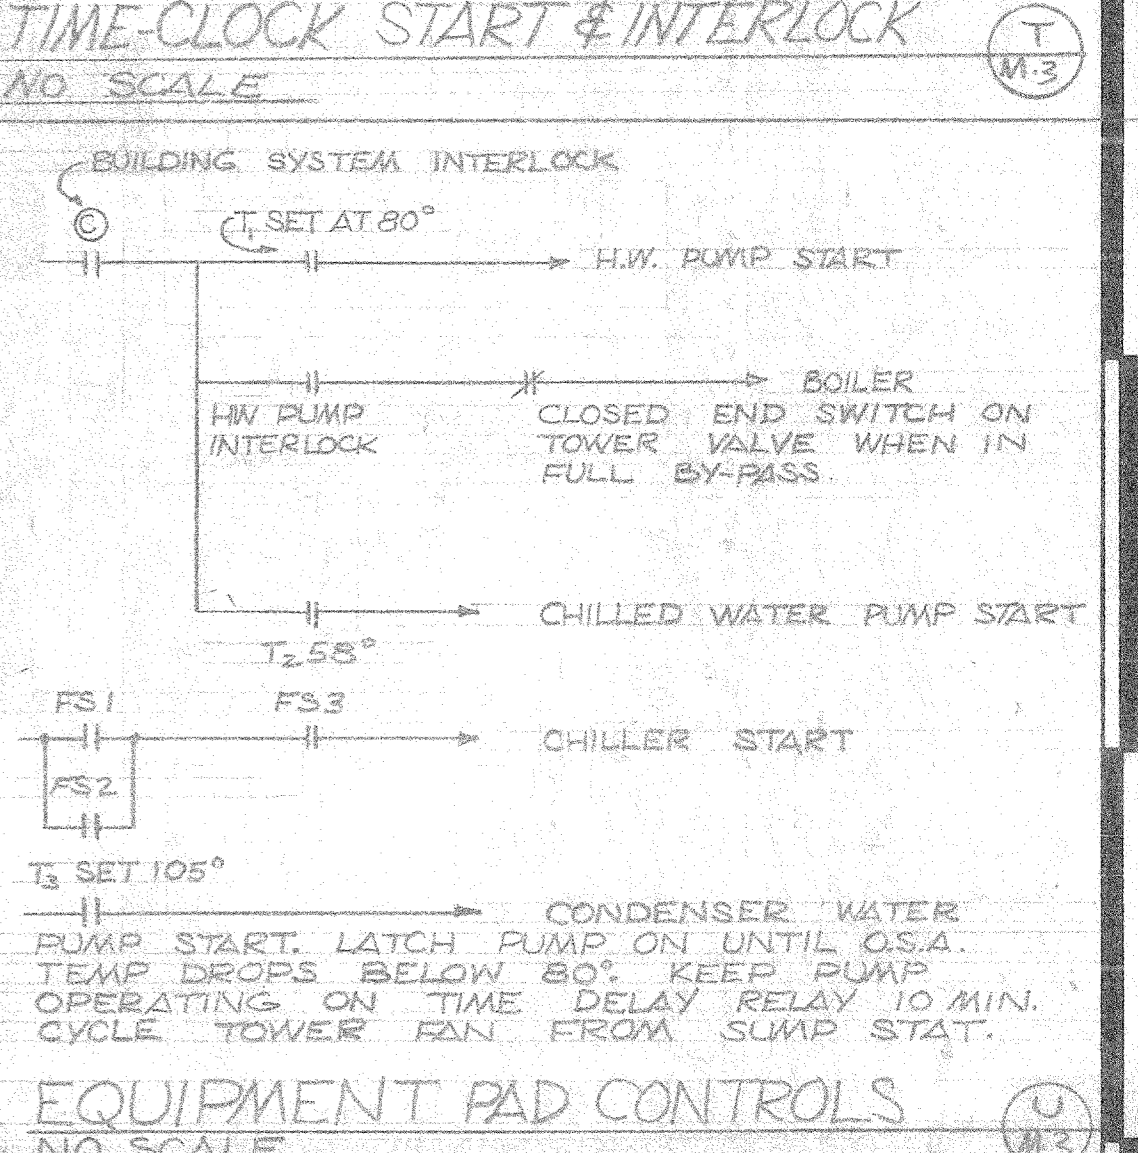 TIME-CLOCK START & INTERLOCK
T
M-3
NO SCALE
BUILDING SYSTEM INTERLOCK
C
T1 SET AT 80°
H.W. PUMP START
BOILER
HW PUMP
INTERLOCK
CLOSED END SWITCH ON
TOWER VALVE WHEN IN
FULL BY-PASS.
CHILLED WATER PUMP START
T2 58°
FS1
FS3
CHILLER START
FS2
T3 SET 105°
CONDENSER WATER
PUMP START. LATCH PUMP ON UNTIL O.S.A.
TEMP DROPS BELOW 80°. KEEP PUMP
OPERATING ON TIME DELAY RELAY 10 MIN.
CYCLE TOWER FAN FROM SUMP STAT.
EQUIPMENT PAD CONTROLS
U
M-3
NO SCALE